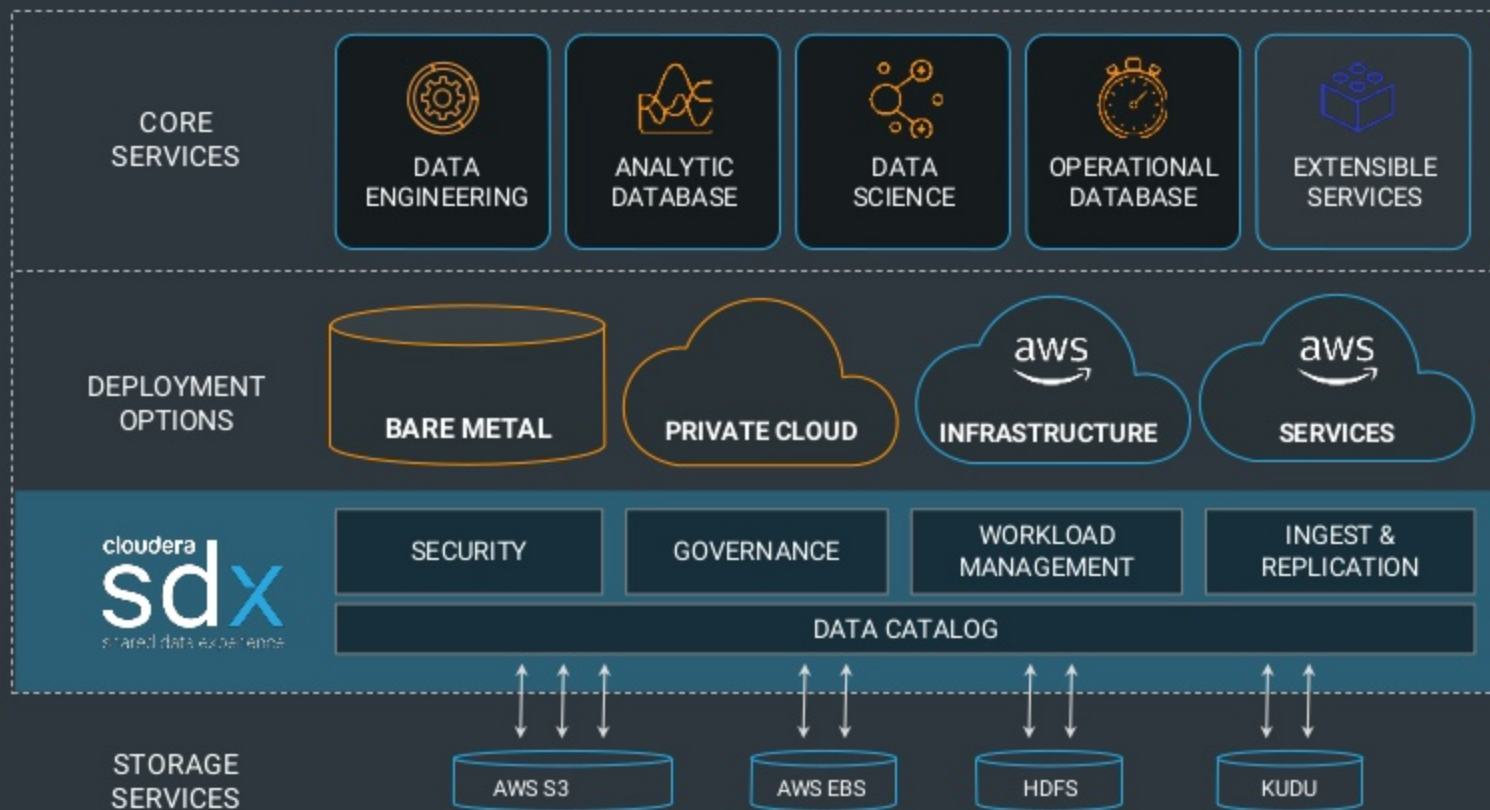 CORE
SERVICES
DATA
ENGINEERING
ANALYTIC
DATABASE
DATA
SCIENCE
OPERATIONAL
DATABASE
EXTENSIBLE
SERVICES
DEPLOYMENT
OPTIONS
BARE METAL
PRIVATE CLOUD
aws
INFRASTRUCTURE
aws
SERVICES
cloudera
sdx
shared data experience
SECURITY
GOVERNANCE
WORKLOAD
MANAGEMENT
INGEST &
REPLICATION
DATA CATALOG
STORAGE
SERVICES
AWS S3
AWS EBS
HDFS
KUDU